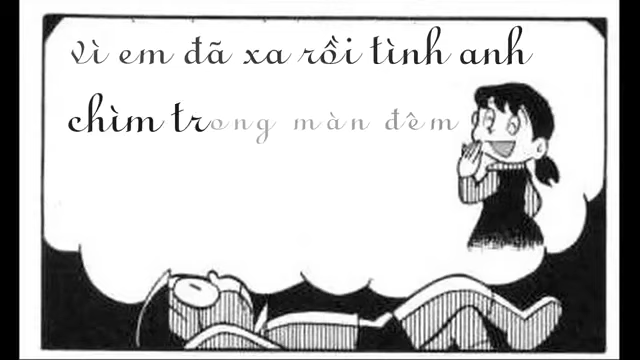 vì em đã xa rồi tình anh
chìm trong màn đêm